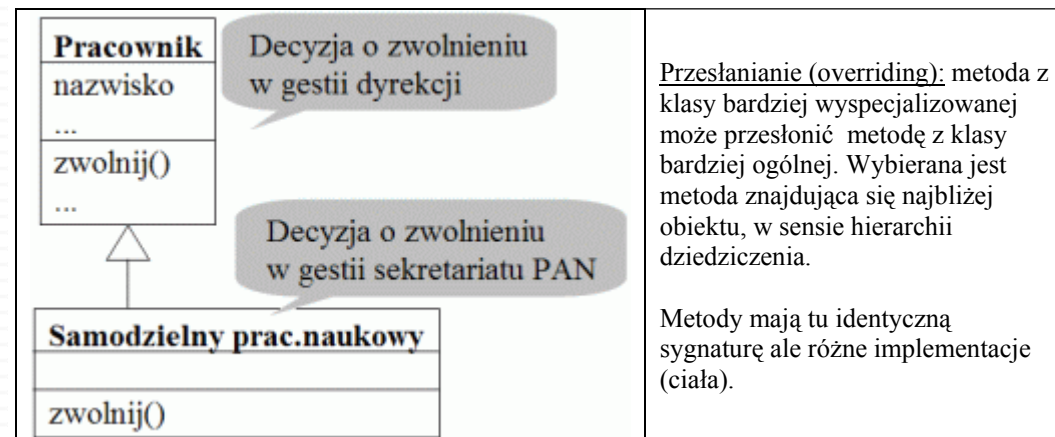 Pracownik
nazwisko
...
zwolnij()
...
Decyzja o zwolnieniu
w gestii dyrekcji
Decyzja o zwolnieniu
w gestii sekretariatu PAN
Samodzielny prac.naukowy
zwolnij()
Przesłanianie (overriding): metoda z
klasy bardziej wyspecjalizowanej
może przesłonić metodę z klasy
bardziej ogólnej. Wybierana jest
metoda znajdująca się najbliżej
obiektu, w sensie hierarchii
dziedziczenia.
Metody mają tu identyczną
sygnaturę ale różne implementacje
(ciała).